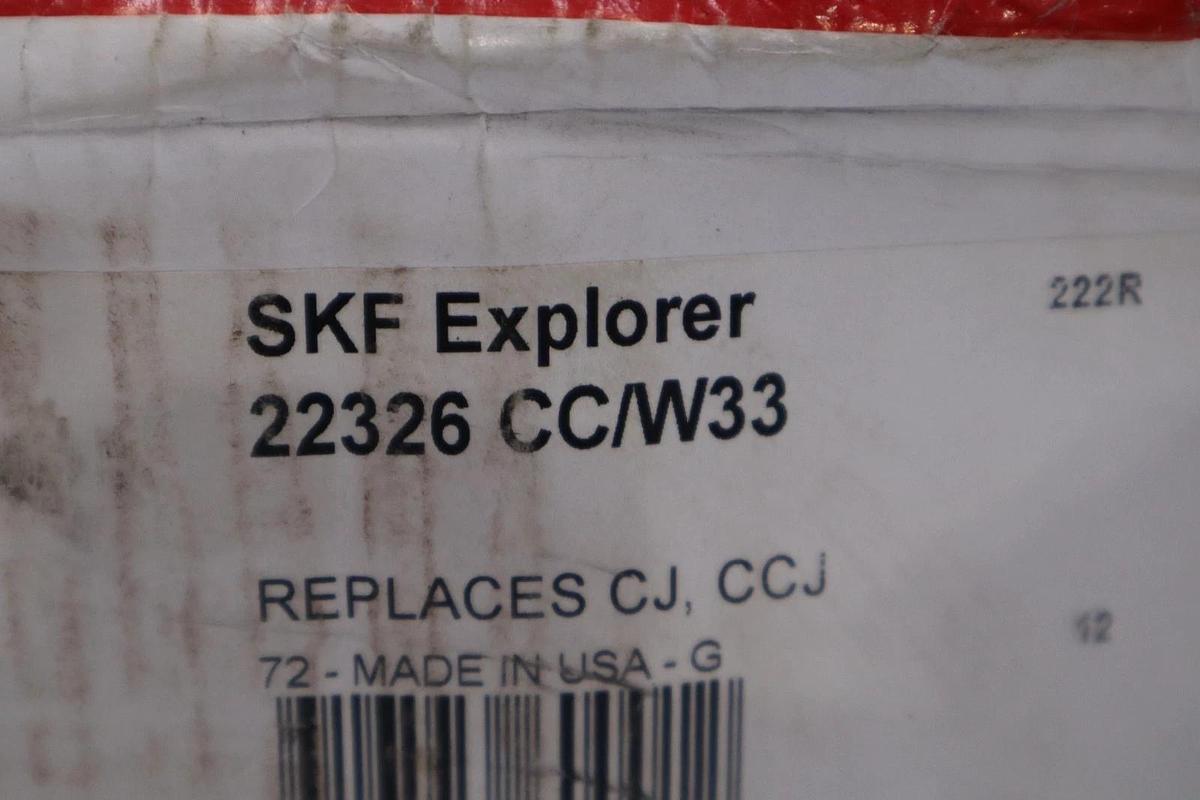 SKF Explorer
222R
22326 CC/W33
REPLACES CJ, CCJ
12
72 - MADE IN USA - G